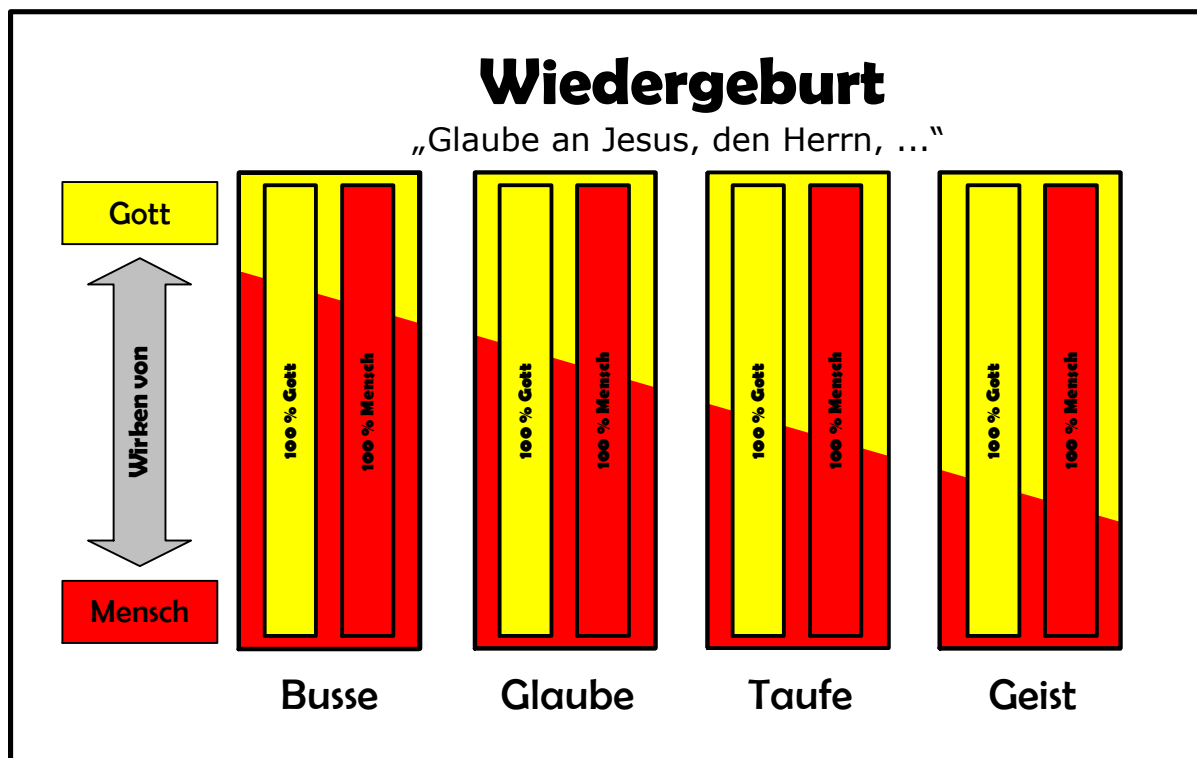 Wiedergeburt
„Glaube an Jesus, den Herrn, ...“
Gott
Wirken von
Mensch
100 % Gott
100 % Mensch
100 % Gott
100 % Mensch
100 % Gott
100 % Mensch
100 % Gott
100 % Mensch
Busse
Glaube
Taufe
Geist